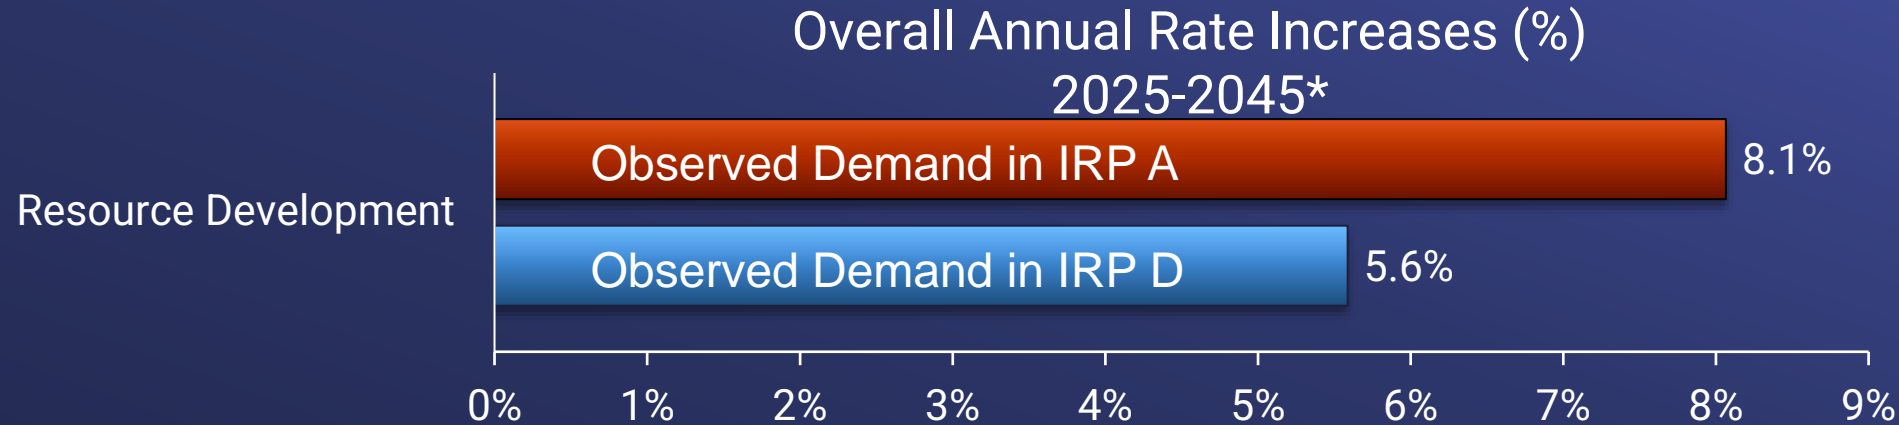 Overall Annual Rate Increases (%)
2025-2045*
Observed Demand in IRP A
8.1%
Resource Development
Observed Demand in IRP D
5.6%
0% 1% 2% 3% 4% 5% 6% 7% 8% 9%